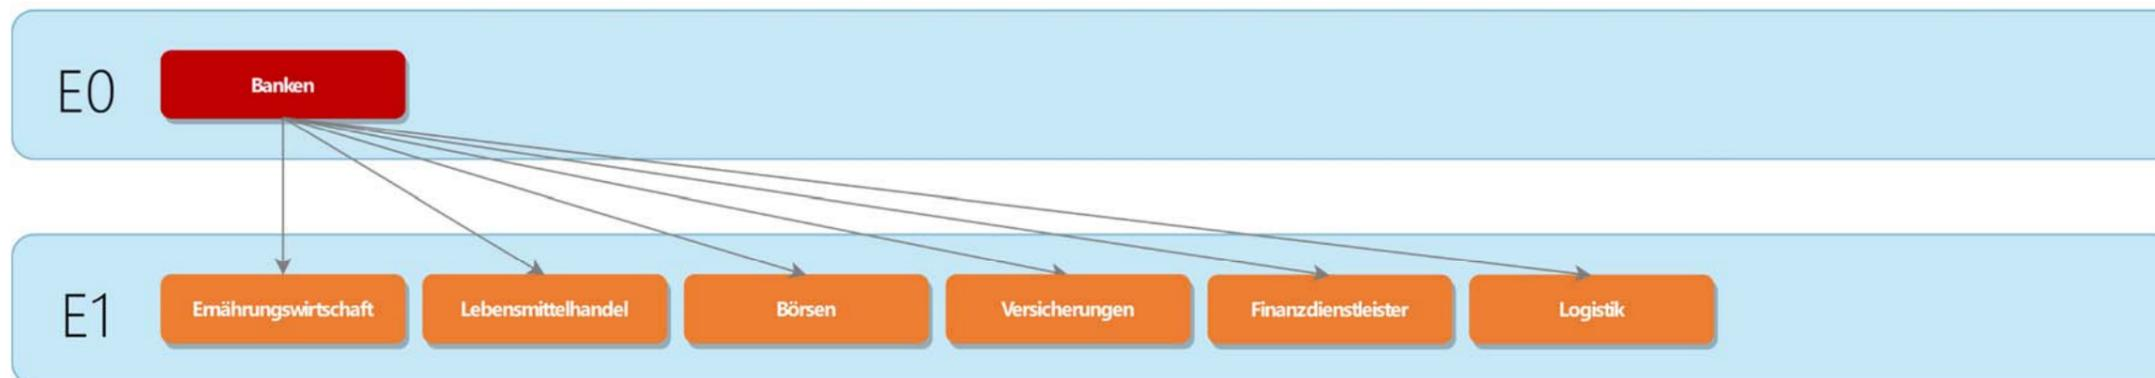 E0
Banken
E1
Ernährungswirtschaft
Lebensmittelhandel
Börsen
Versicherungen
Finanzdienstleister
Logistik